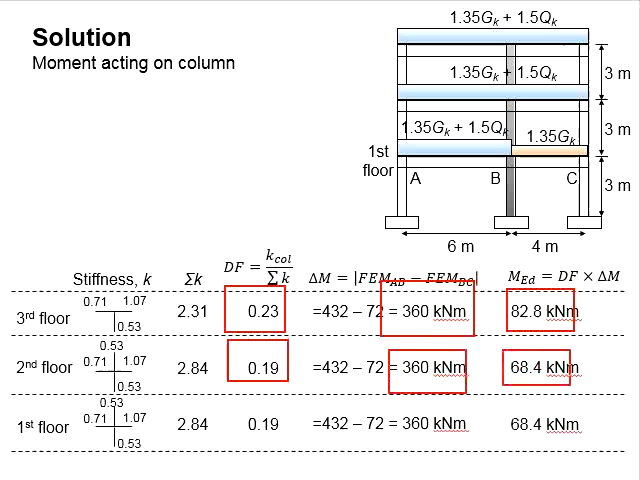 Solution
Moment acting on column
1.35Gk + 1.5Qk
3 m
1.35Gk + 1.5Qk
3 m
1.35Gk + 1.5Qk
1.35Gk
1st
floor
A
B
C
3 m
6 m
4 m
Stiffness, k
Σk
DF = kcol / Σ k
ΔM = |FEMAB − FEMBC|
MEd = DF × ΔM
3rd floor
0.71
1.07
0.53
2.31
0.23
=432 – 72 = 360 kNm
82.8 kNm
2nd floor
0.53
0.71
1.07
0.53
2.84
0.19
=432 – 72 = 360 kNm
68.4 kNm
1st floor
0.53
0.71
1.07
0.53
2.84
0.19
=432 – 72 = 360 kNm
68.4 kNm